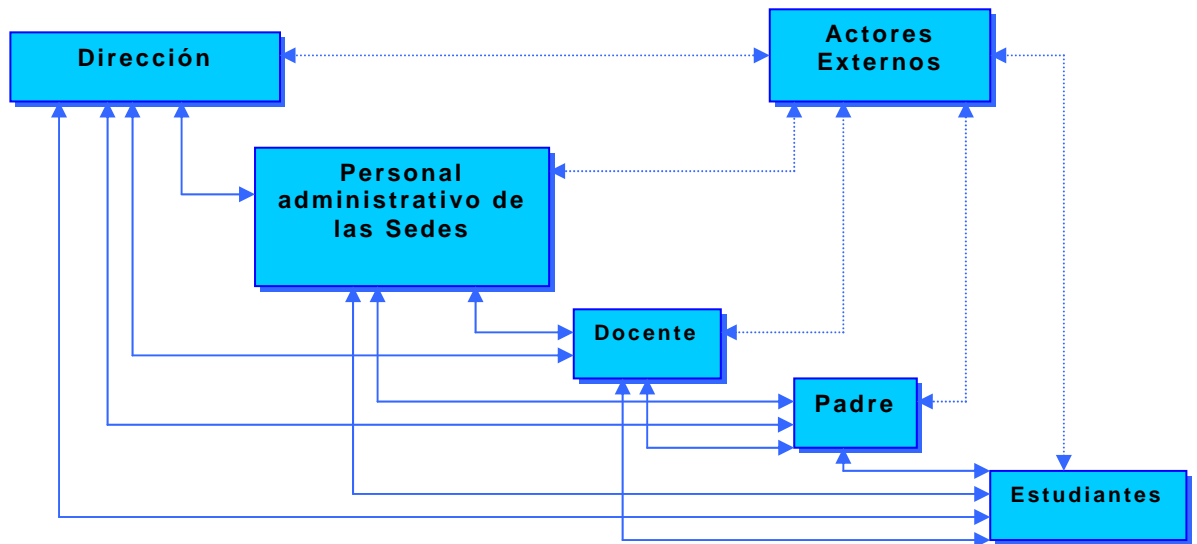 Dirección
Actores
Externos
Personal
administrativo de
las Sedes
Docente
Padre
Estudiantes